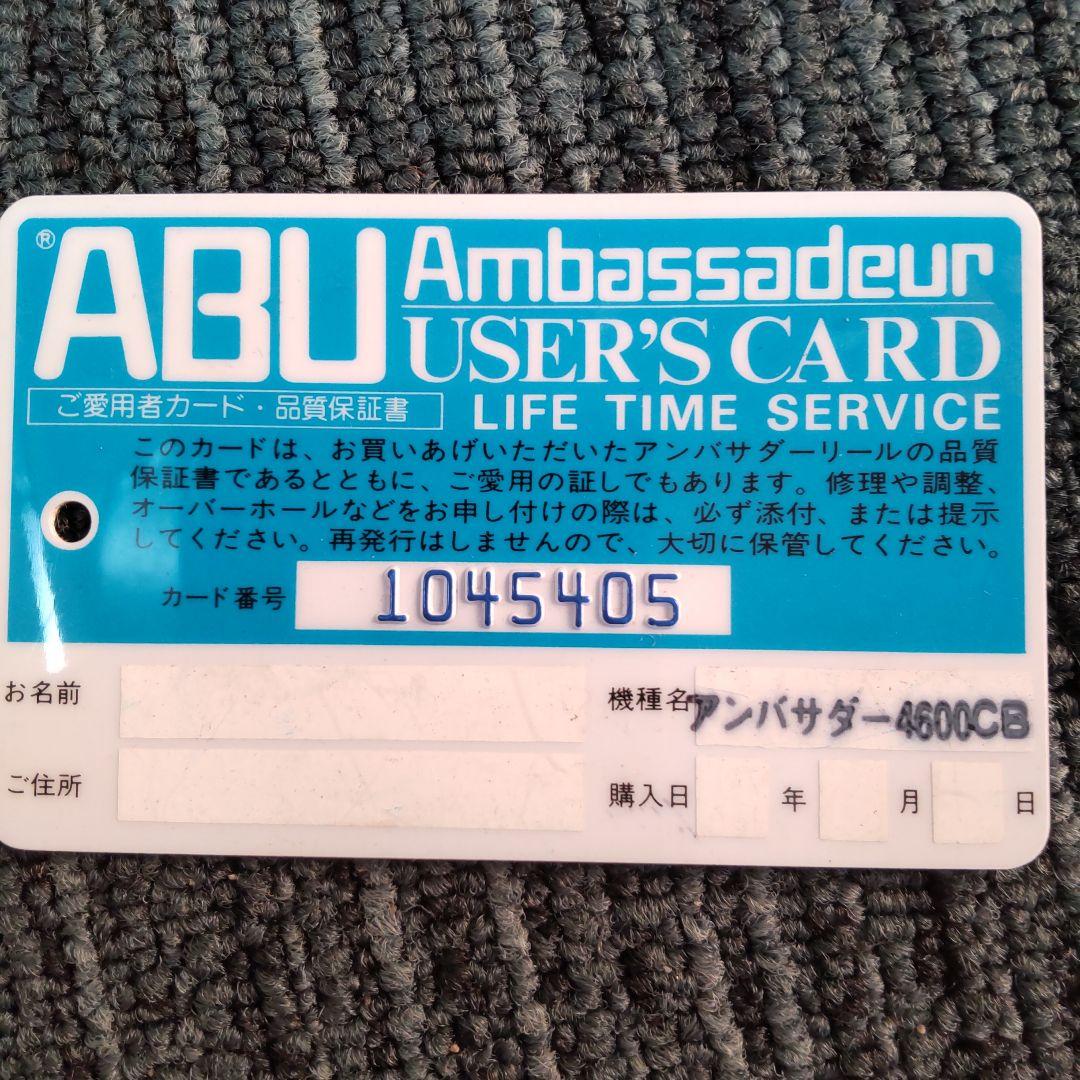 ® ABU Ambassadeur
USER'S CARD
ご愛用者カード・品質保証書 LIFE TIME SERVICE
このカードは、お買いあげいただいたアンバサダーリールの品質
保証書であるとともに、ご愛用の証しでもあります。修理や調整、
オーバーホールなどをお申し付けの際は、必ず添付、または提示
してください。再発行はしませんので、大切に保管してください。
カード番号 1045405
お名前 機種名 アンバサダー4600CB
ご住所 購入日 年 月 日